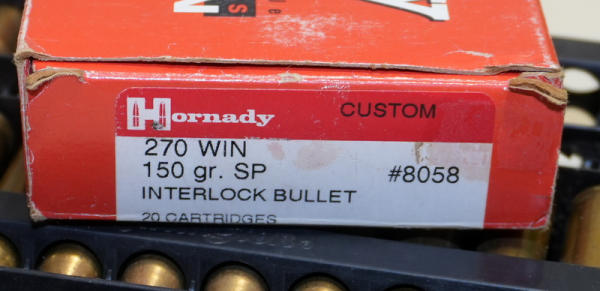 Hornady CUSTOM
270 WIN
150 gr. SP #8058
INTERLOCK BULLET
20 CARTRIDGES